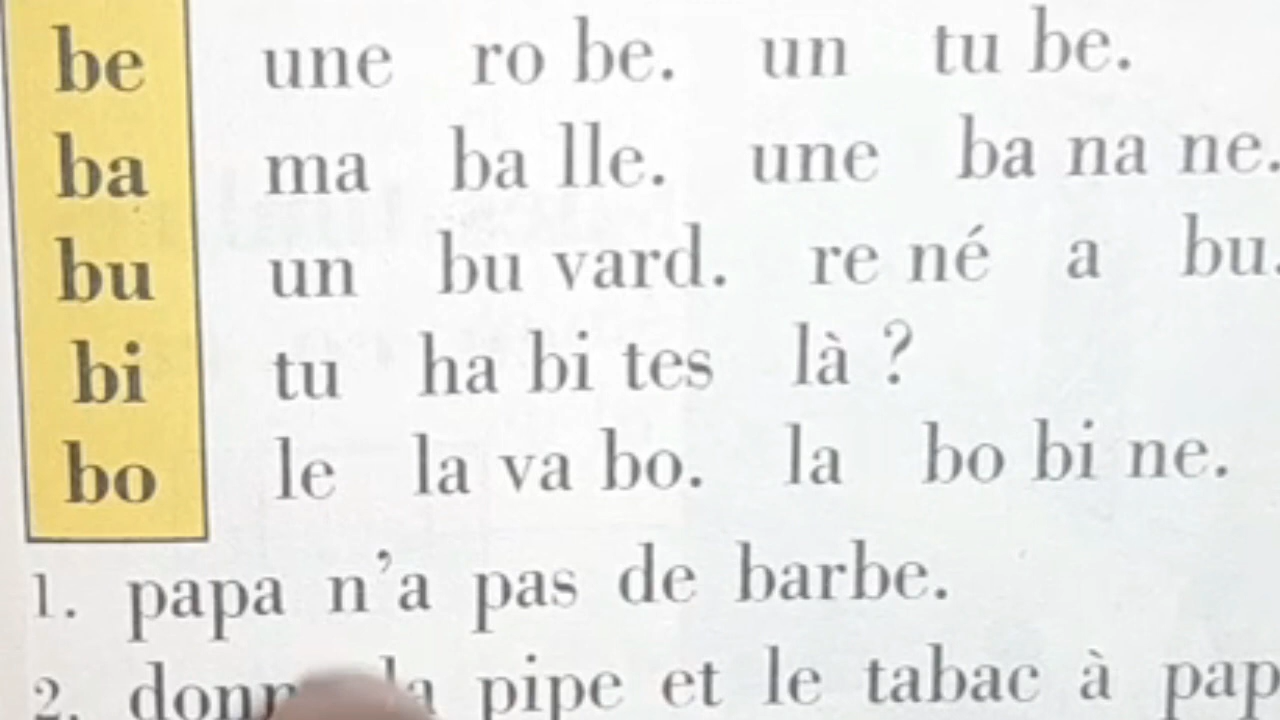 be une ro be. un tu be.
ba ma ba lle. une ba na ne.
bu un bu vard. re né a bu.
bi tu ha bi tes là ?
bo le la va bo. la bo bi ne.
1. papa n'a pas de barbe.
2. la pipe et le tabac à